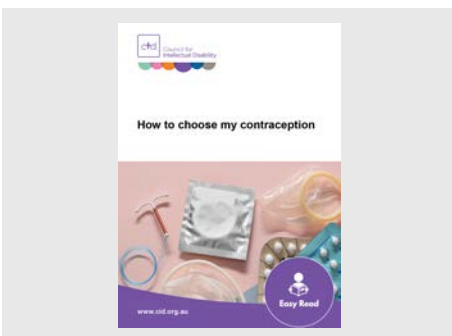 cid
Council for
Intellectual Disability
How to choose my contraception
Easy Read
www.cid.org.au